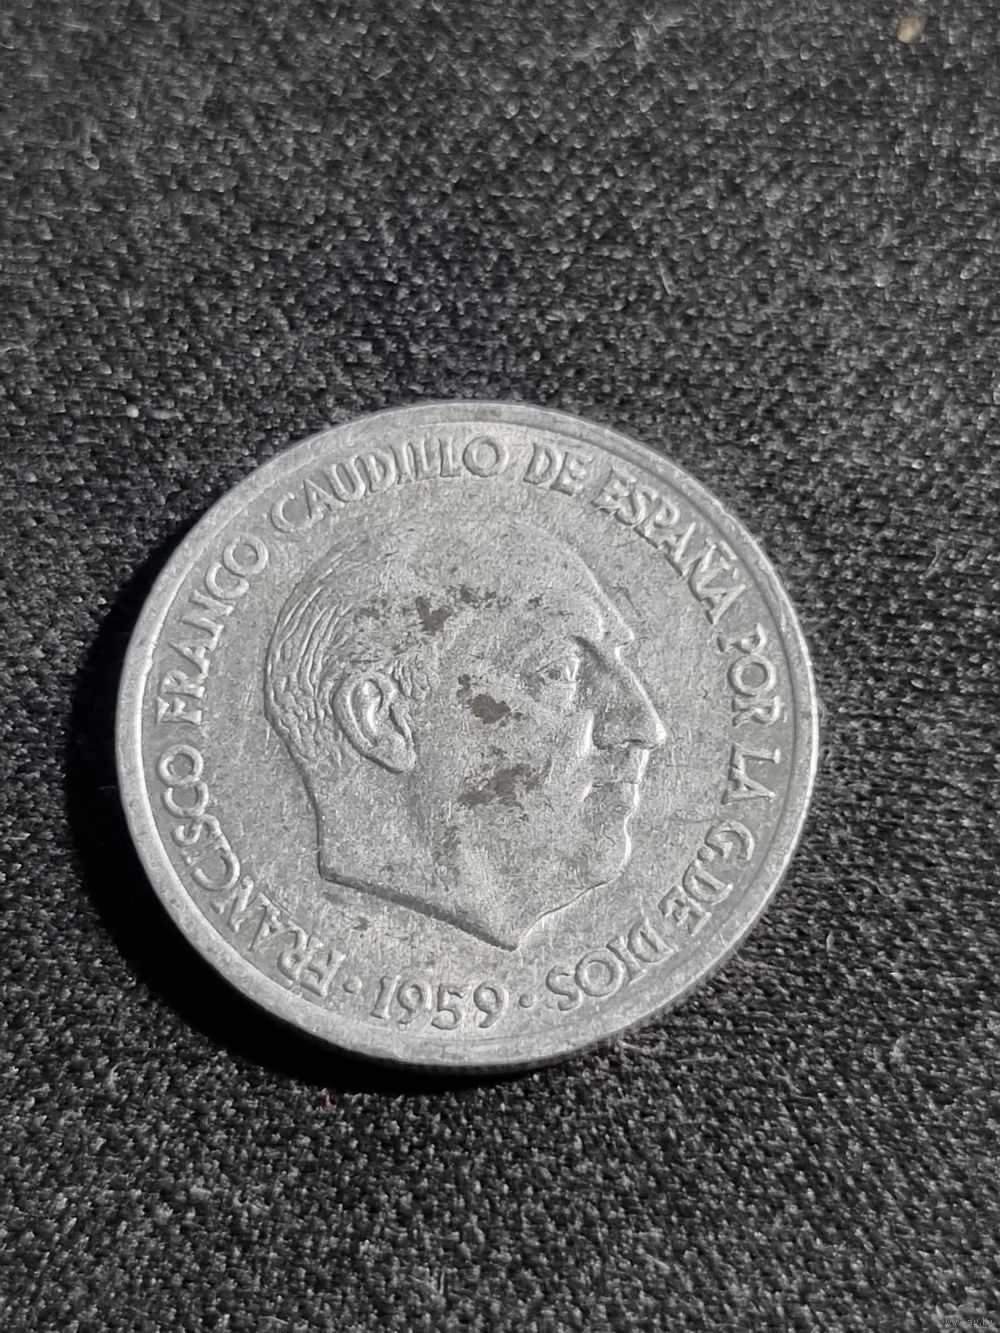 FRANCISCO FRANCO CAUDILLO DE ESPAÑA POR LA G. DE DIOS
· 1959 ·